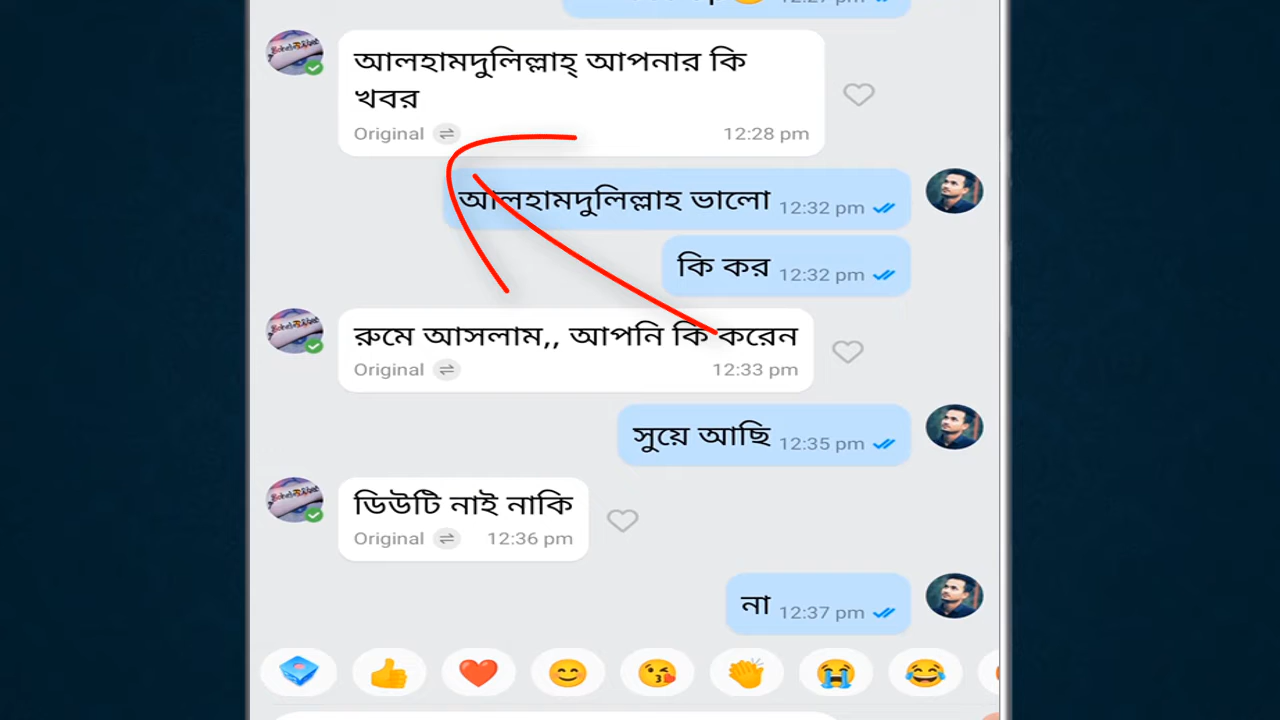 আলহামদুলিল্লাহ্ আপনার কি
খবর
Original 12:28 pm
আলহামদুলিল্লাহ ভালো 12:32 pm
কি কর 12:32 pm
রুমে আসলাম,, আপনি কি করেন
Original 12:33 pm
সুয়ে আছি 12:35 pm
ডিউটি নাই নাকি
Original 12:36 pm
না 12:37 pm